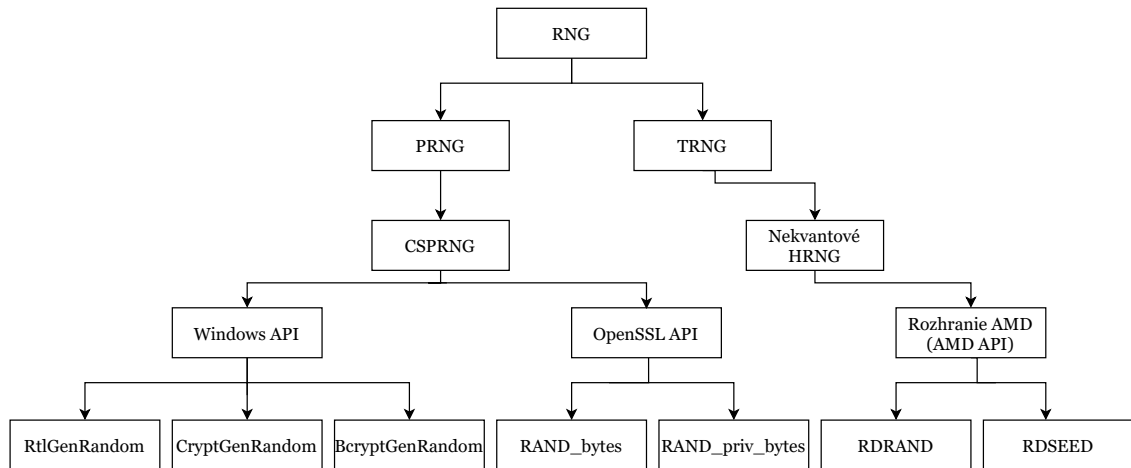 RNG
PRNG
TRNG
CSPRNG
Nekvantové
HRNG
Windows API
OpenSSL API
Rozhranie AMD
(AMD API)
RtlGenRandom
CryptGenRandom
BcryptGenRandom
RAND_bytes
RAND_priv_bytes
RDRAND
RDSEED